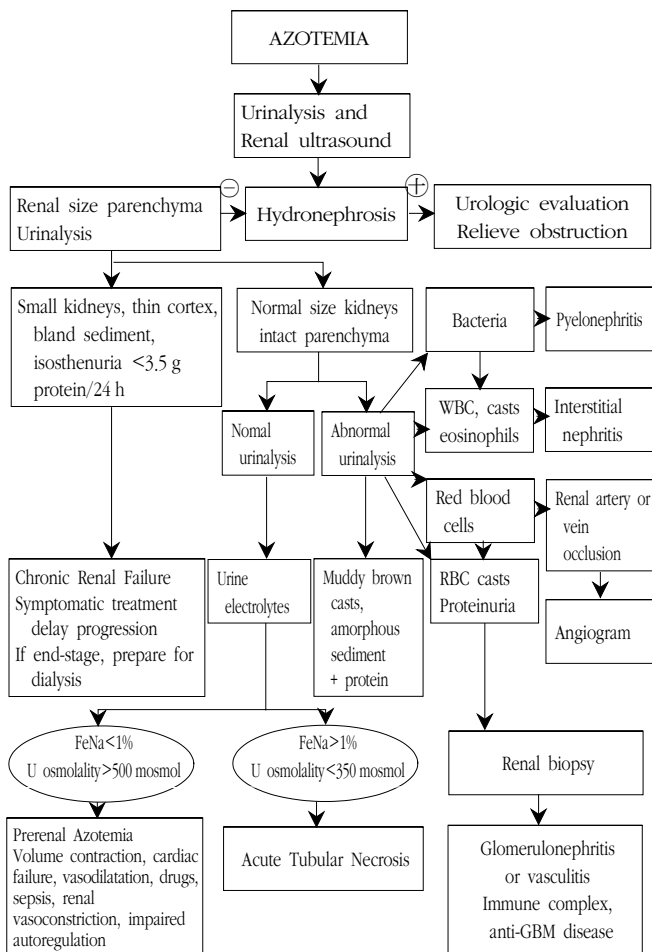 AZOTEMIA
Urinalysis and
Renal ultrasound
Renal size parenchyma
Urinalysis
−
Hydronephrosis
+
Urologic evaluation
Relieve obstruction
Small kidneys, thin cortex,
bland sediment,
isosthenuria <3.5 g
protein/24 h
Normal size kidneys
intact parenchyma
Bacteria
Pyelonephritis
Nomal
urinalysis
Abnormal
urinalysis
WBC, casts
eosinophils
Interstitial
nephritis
Red blood
cells
Renal artery or
vein
occlusion
Chronic Renal Failure
Symptomatic treatment
delay progression
If end-stage, prepare for
dialysis
Urine
electrolytes
Muddy brown
casts,
amorphous
sediment
+ protein
RBC casts
Proteinuria
Angiogram
FeNa<1%
U osmolality>500 mosmol
FeNa>1%
U osmolality<350 mosmol
Renal biopsy
Prerenal Azotemia
Volume contraction, cardiac
failure, vasodilatation, drugs,
sepsis, renal
vasoconstriction, impaired
autoregulation
Acute Tubular Necrosis
Glomerulonephritis
or vasculitis
Immune complex,
anti-GBM disease